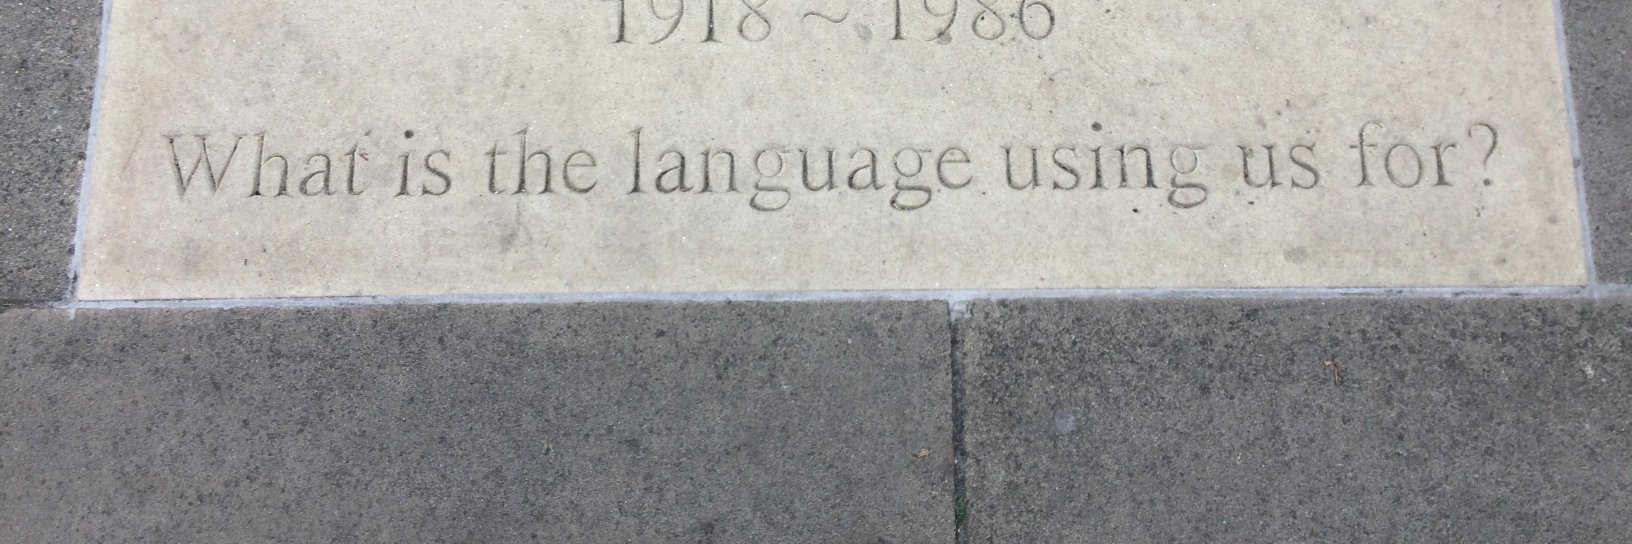 1918 ~ 1986
What is the language using us for?